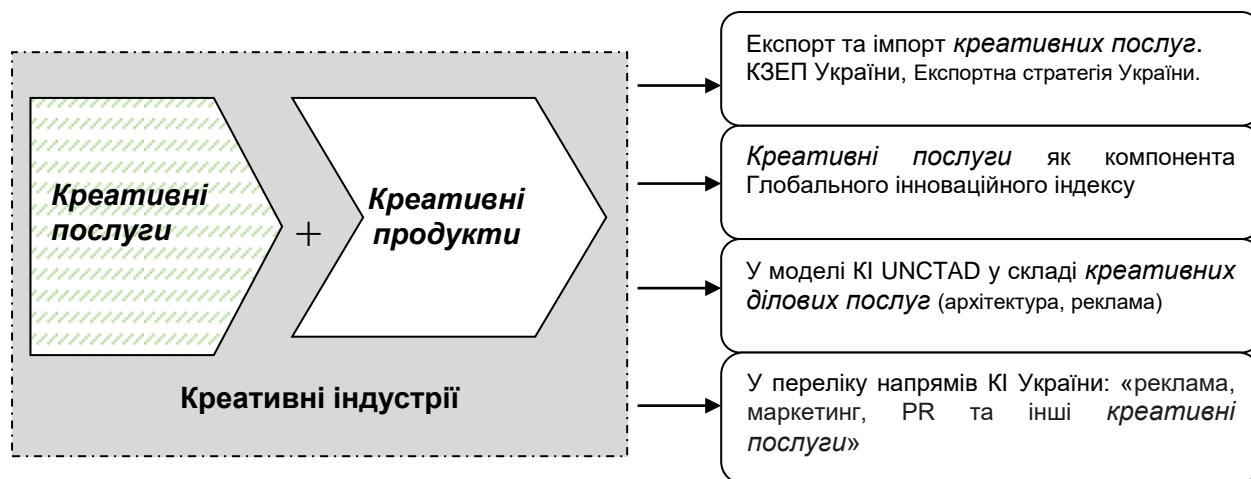 Креативні
послуги
+
Креативні
продукти
Креативні індустрії
Експорт та імпорт креативних послуг.
КЗЕП України, Експортна стратегія України.
Креативні послуги як компонента
Глобального інноваційного індексу
У моделі КІ UNCTAD у складі креативних
ділових послуг (архітектура, реклама)
У переліку напрямів КІ України: «реклама,
маркетинг, PR та інші креативні
послуги»